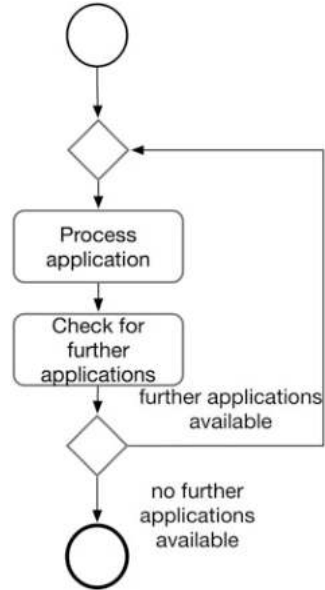 Process
application
Check for
further
applications
further applications
available
no further
applications
available